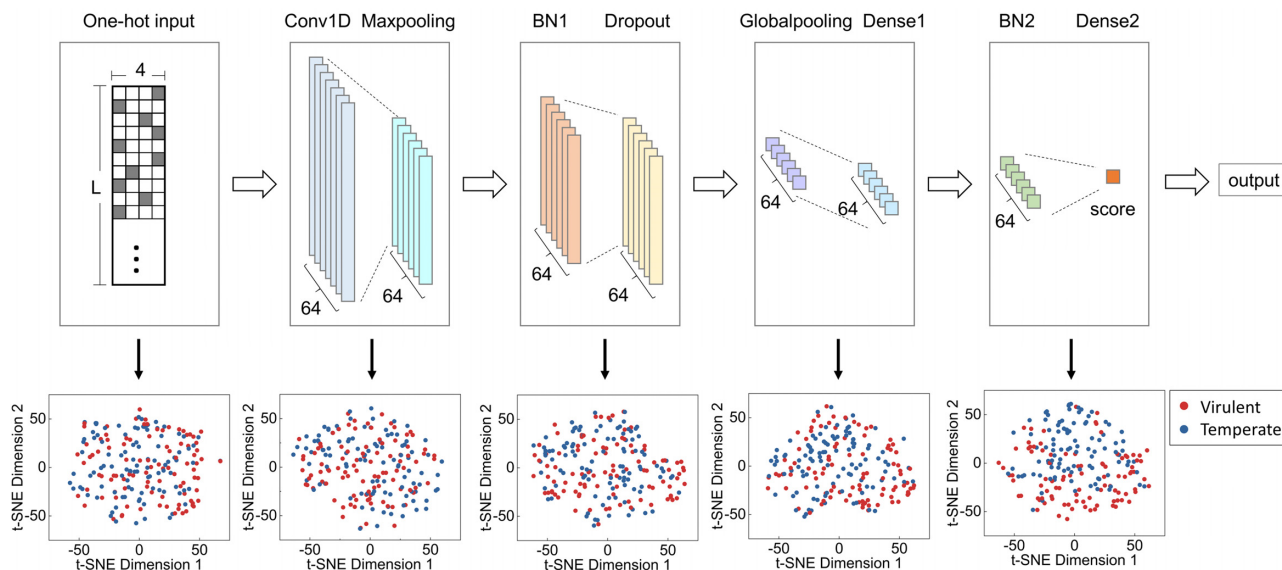 One-hot input
Conv1D Maxpooling
BN1 Dropout
Globalpooling Dense1
BN2 Dense2
4
L
64
64
64
64
64
64
64
score
output
t-SNE Dimension 2
50
0
-50
-50 0 50
t-SNE Dimension 1
t-SNE Dimension 2
50
0
-50
-50 0 50
t-SNE Dimension 1
t-SNE Dimension 2
50
0
-50
-50 0 50
t-SNE Dimension 1
t-SNE Dimension 2
50
0
-50
-50 0 50
t-SNE Dimension 1
t-SNE Dimension 2
50
0
-50
-50 0 50
t-SNE Dimension 1
Virulent
Temperate